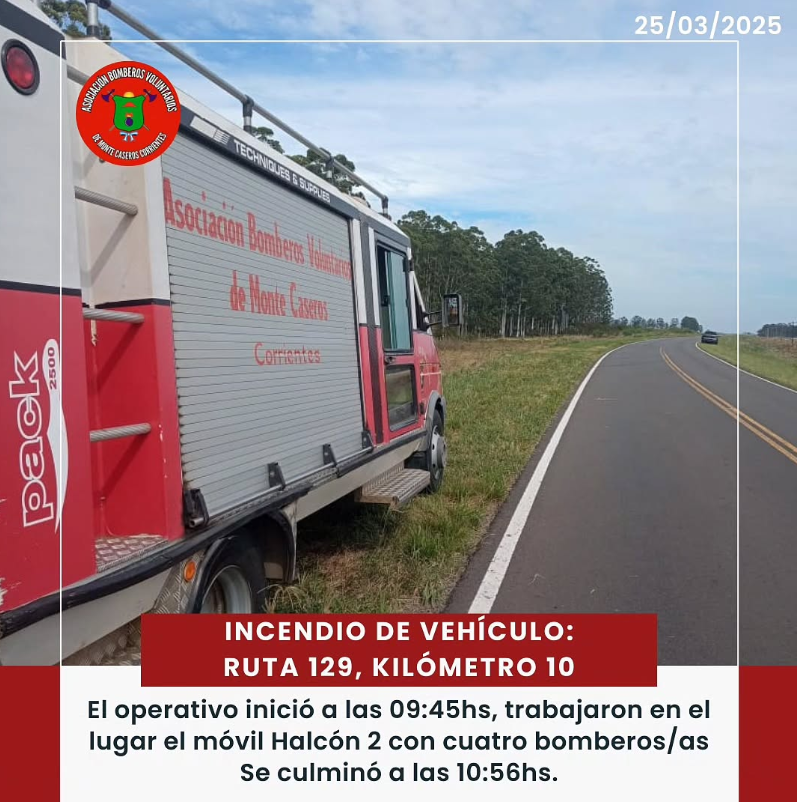 25/03/2025
ASOCIACIÓN BOMBEROS VOLUNTARIOS
DE MONTE CASEROS CORRIENTES
TECHNIQUES & SUPPLIES
Asociación Bomberos Voluntarios
de Monte Caseros
Corrientes
pack
2500
INCENDIO DE VEHÍCULO:
RUTA 129, KILÓMETRO 10
El operativo inició a las 09:45hs, trabajaron en el
lugar el móvil Halcón 2 con cuatro bomberos/as
Se culminó a las 10:56hs.